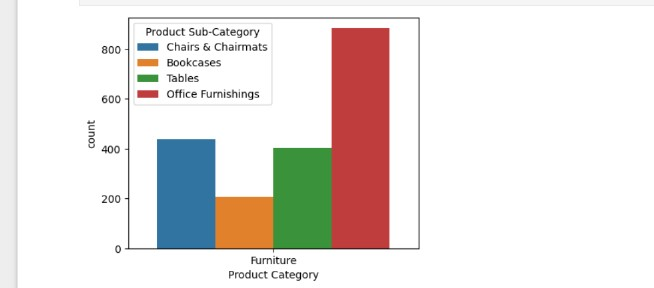 Product Sub-Category
Chairs & Chairmats
Bookcases
Tables
Office Furnishings
800
600
400
200
0
count
Furniture
Product Category